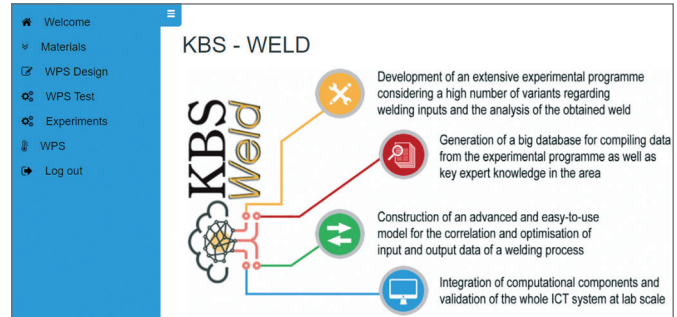 Welcome
Materials
WPS Design
WPS Test
Experiments
WPS
Log out
KBS - WELD
KBS
Weld
Development of an extensive experimental programme
considering a high number of variants regarding
welding inputs and the analysis of the obtained weld
Generation of a big database for compiling data
from the experimental programme as well as
key expert knowledge in the area
Construction of an advanced and easy-to-use
model for the correlation and optimisation of
input and output data of a welding process
Integration of computational components and
validation of the whole ICT system at lab scale